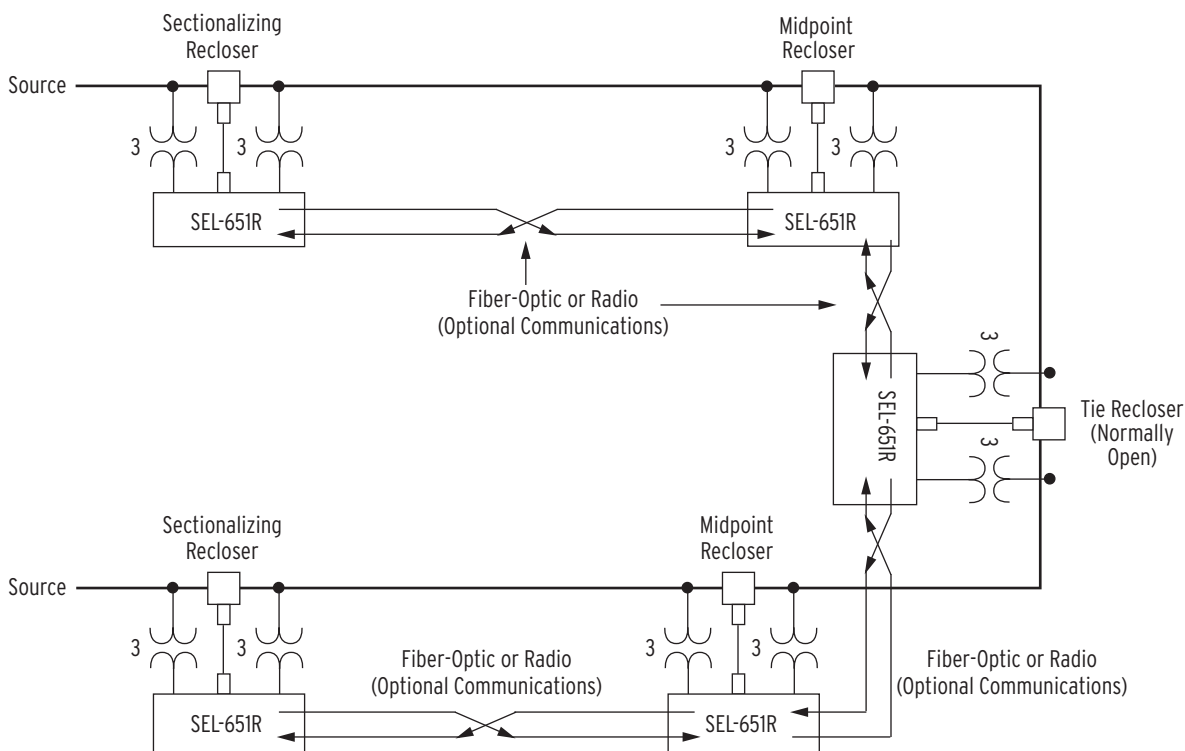 Sectionalizing
Recloser
Midpoint
Recloser
Source
3
3
3
3
SEL-651R
SEL-651R
Fiber-Optic or Radio
(Optional Communications)
3
SEL-651R
Tie Recloser
(Normally
Open)
3
Sectionalizing
Recloser
Midpoint
Recloser
Source
3
3
3
3
Fiber-Optic or Radio
(Optional Communications)
Fiber-Optic or Radio
(Optional Communications)
SEL-651R
SEL-651R